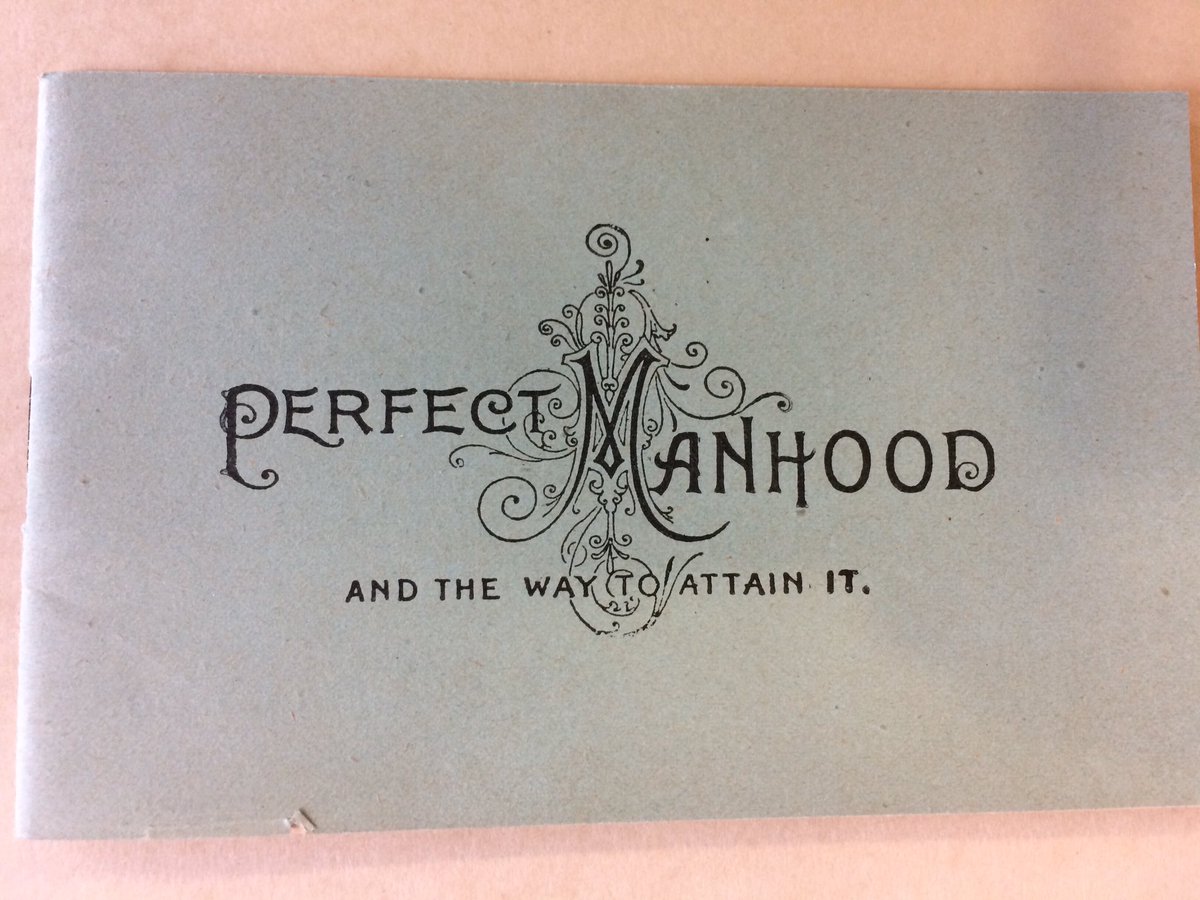 PERFECT MANHOOD
AND THE WAY TO ATTAIN IT.